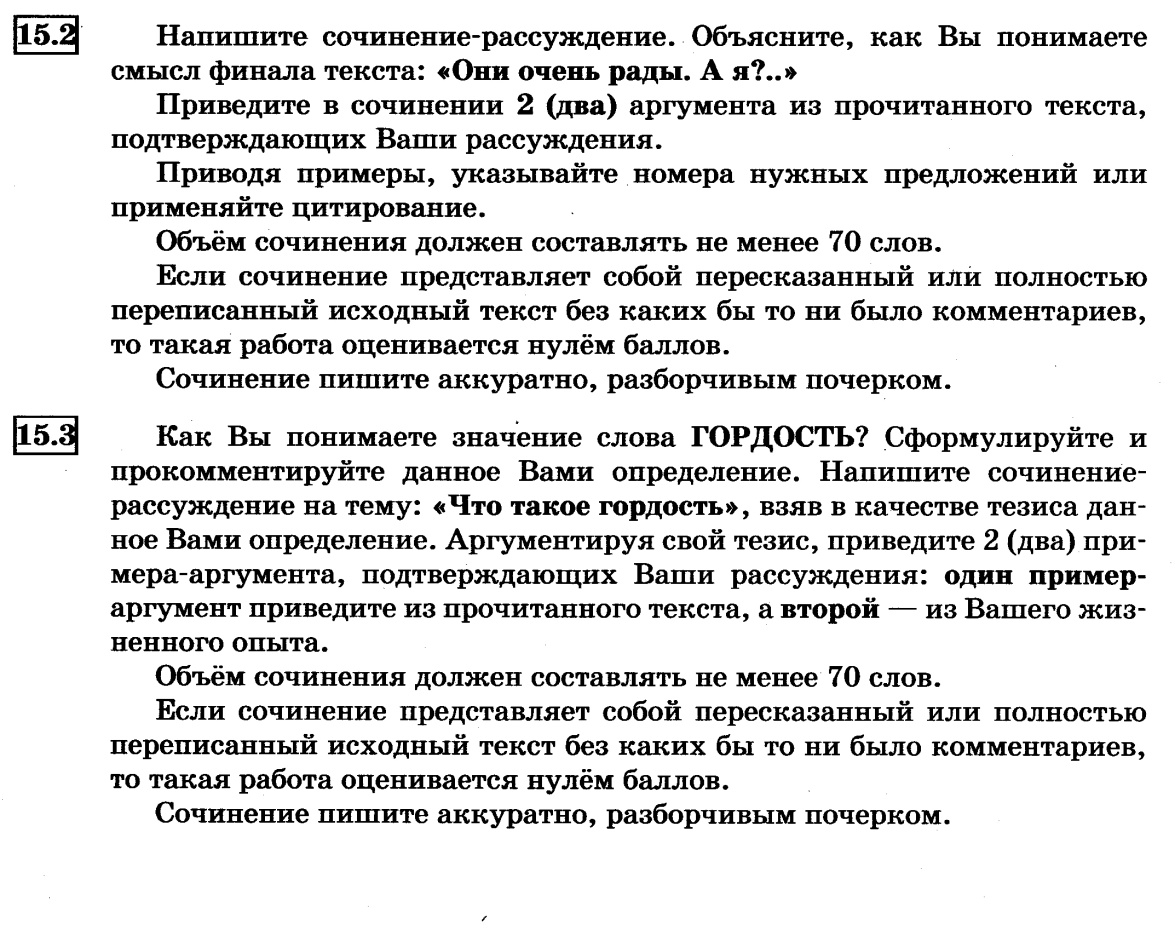 15.2 Напишите сочинение-рассуждение. Объясните, как Вы понимаете
смысл финала текста: «Они очень рады. А я?..»
Приведите в сочинении 2 (два) аргумента из прочитанного текста,
подтверждающих Ваши рассуждения.
Приводя примеры, указывайте номера нужных предложений или
применяйте цитирование.
Объём сочинения должен составлять не менее 70 слов.
Если сочинение представляет собой пересказанный или полностью
переписанный исходный текст без каких бы то ни было комментариев,
то такая работа оценивается нулём баллов.
Сочинение пишите аккуратно, разборчивым почерком.
15.3 Как Вы понимаете значение слова ГОРДОСТЬ? Сформулируйте и
прокомментируйте данное Вами определение. Напишите сочинение-
рассуждение на тему: «Что такое гордость», взяв в качестве тезиса дан-
ное Вами определение. Аргументируя свой тезис, приведите 2 (два) при-
мера-аргумента, подтверждающих Ваши рассуждения: один пример-
аргумент приведите из прочитанного текста, а второй — из Вашего жиз-
ненного опыта.
Объём сочинения должен составлять не менее 70 слов.
Если сочинение представляет собой пересказанный или полностью
переписанный исходный текст без каких бы то ни было комментариев,
то такая работа оценивается нулём баллов.
Сочинение пишите аккуратно, разборчивым почерком.